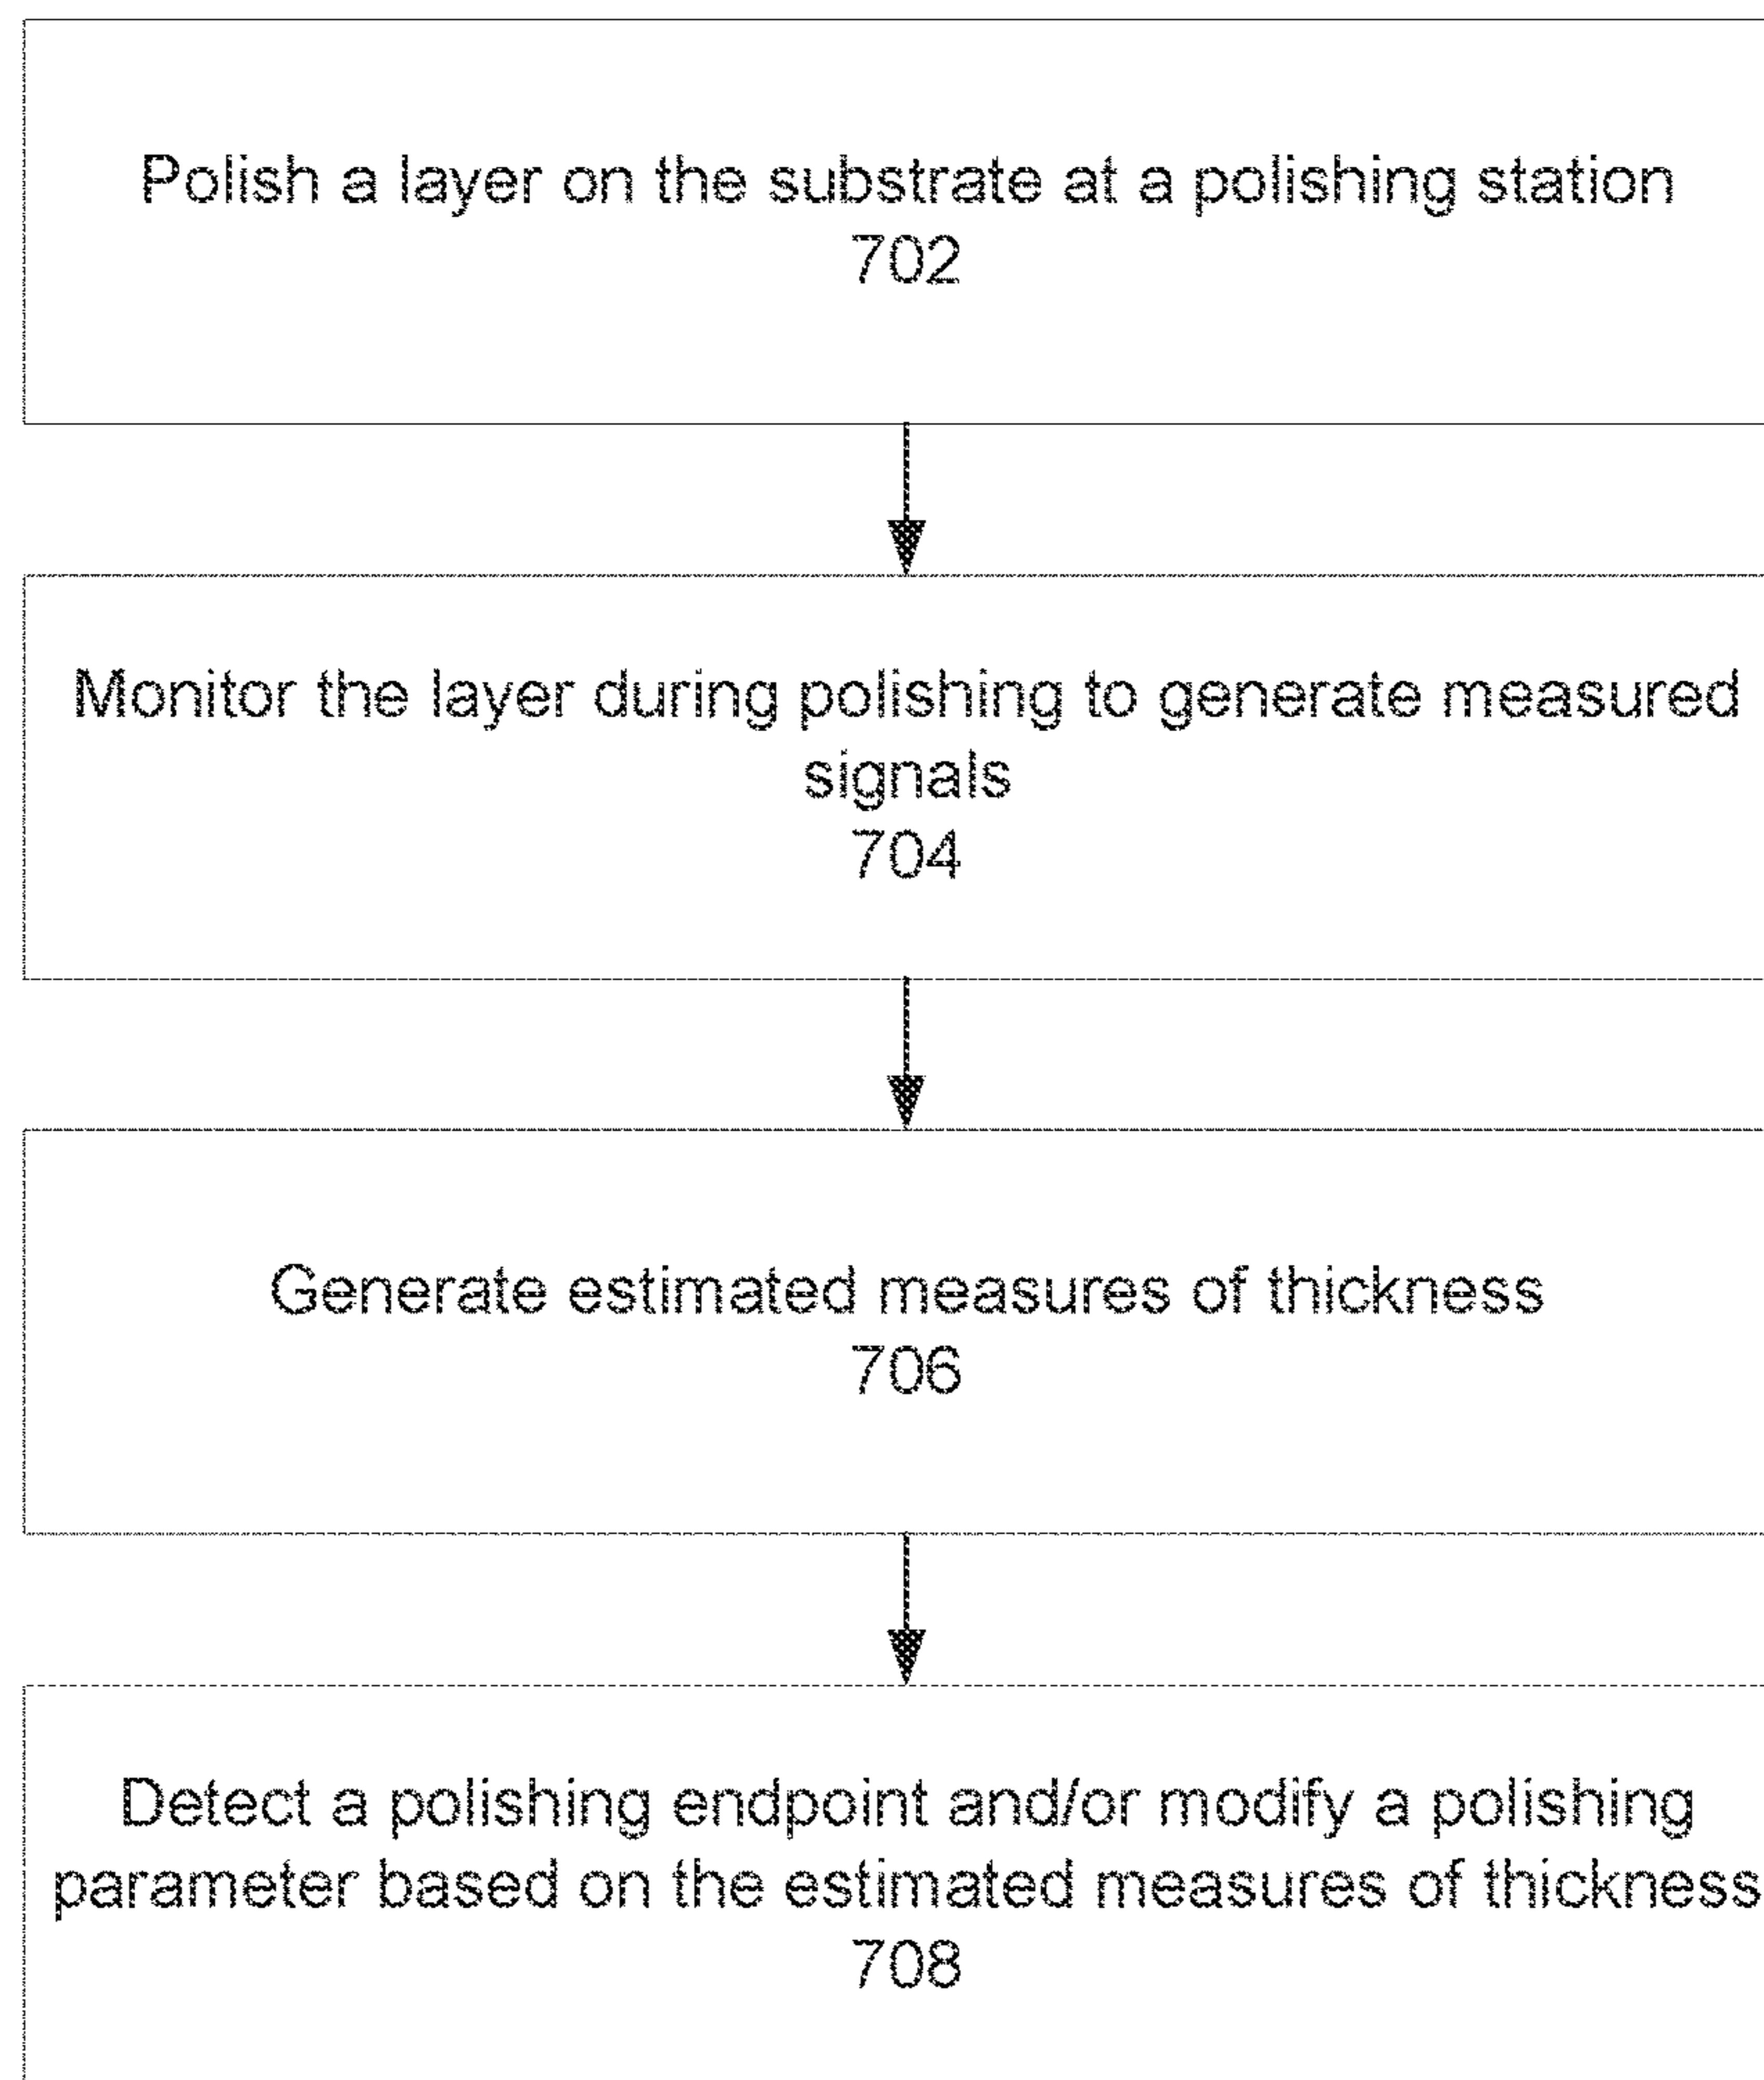 Polish a layer on the substrate at a polishing station
702
Monitor the layer during polishing to generate measured
signals
704
Generate estimated measures of thickness
706
Detect a polishing endpoint and/or modify a polishing
parameter based on the estimated measures of thickness
708